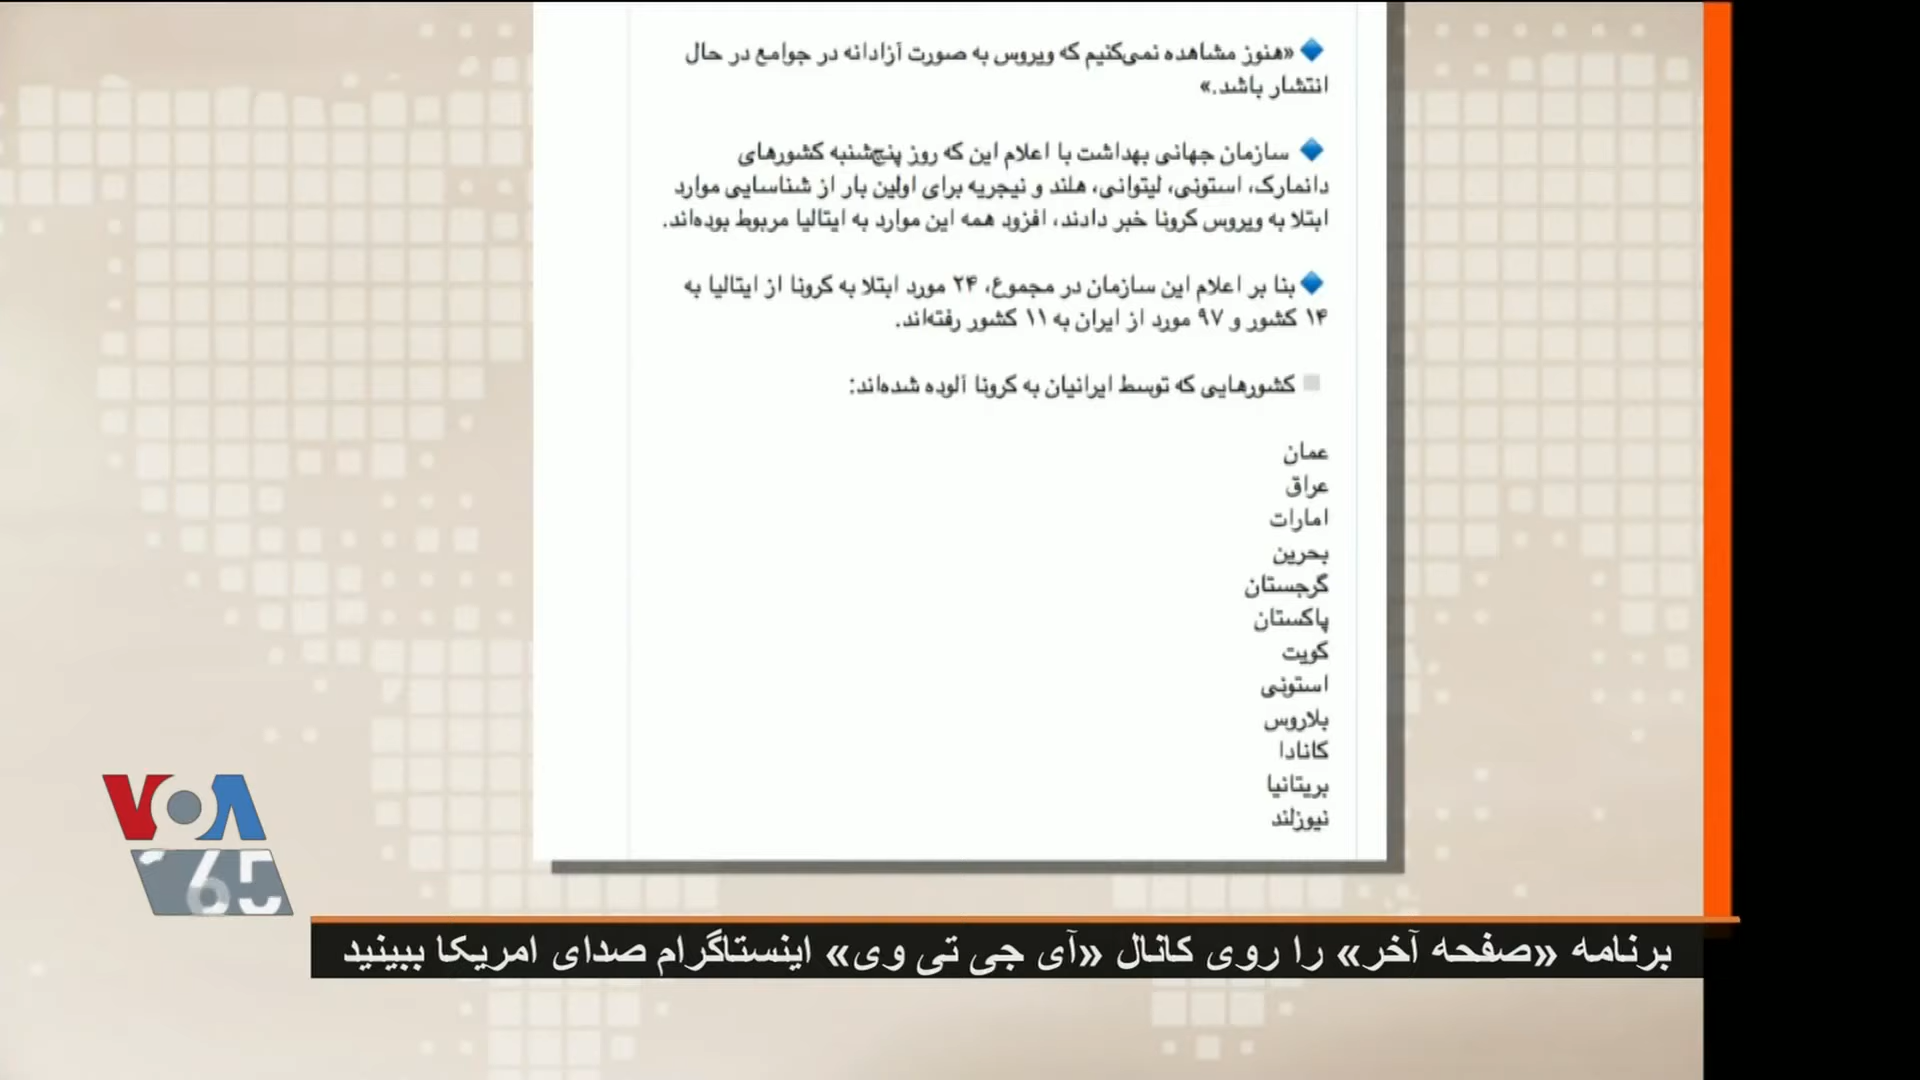 «هنوز مشاهده نمی‌کنیم که ویروس به صورت آزادانه در جوامع در حال
انتشار باشد.»
سازمان جهانی بهداشت با اعلام این که روز پنج‌شنبه کشورهای
دانمارک، استونی، لیتوانی، هلند و نیجریه برای اولین بار از شناسایی موارد
ابتلا به ویروس کرونا خبر دادند، افزود همه این موارد به ایتالیا مربوط بوده‌اند.
بنا بر اعلام این سازمان در مجموع، ۲۴ مورد ابتلا به کرونا از ایتالیا به
۱۴ کشور و ۹۷ مورد از ایران به ۱۱ کشور رفته‌اند.
کشورهایی که توسط ایرانیان به کرونا آلوده شده‌اند:
عمان
عراق
امارات
بحرین
گرجستان
پاکستان
کویت
استونی
بلاروس
کانادا
بریتانیا
نیوزلند
VOA
365
برنامه «صفحه آخر» را روی کانال «آی جی تی وی» اینستاگرام صدای امریکا ببینید